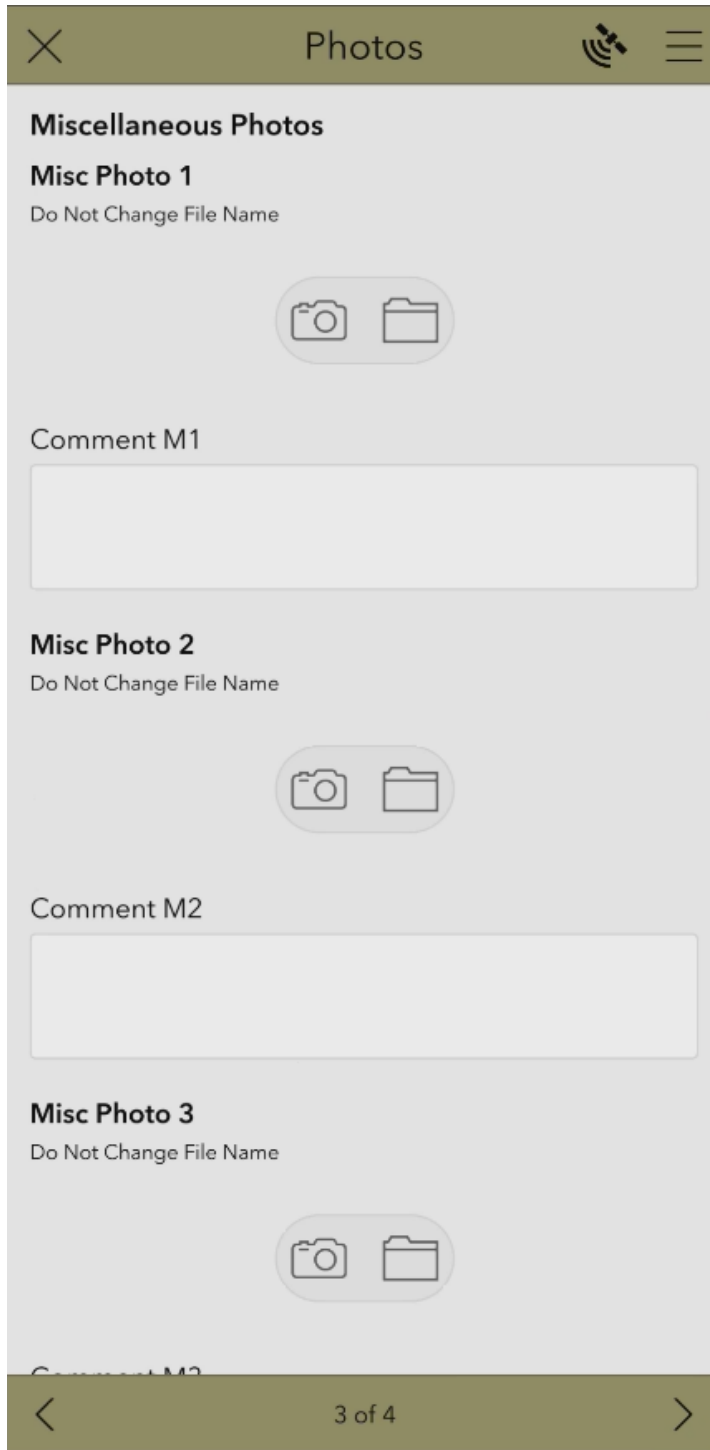 Photos
Miscellaneous Photos
Misc Photo 1
Do Not Change File Name
Comment M1
Misc Photo 2
Do Not Change File Name
Comment M2
Misc Photo 3
Do Not Change File Name
3 of 4